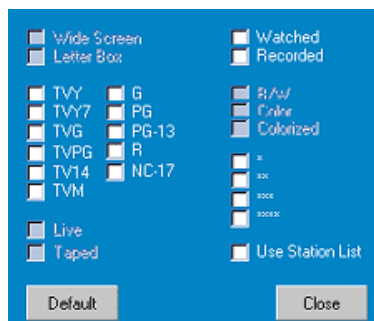 Wide Screen
Letter Box
Watched
Recorded
TVY
TVY7
TVG
TVPG
TV14
TVM
G
PG
PG-13
R
NC-17
B/W
Color
Colorized
*
**
***
****
Live
Taped
Use Station List
Default
Close